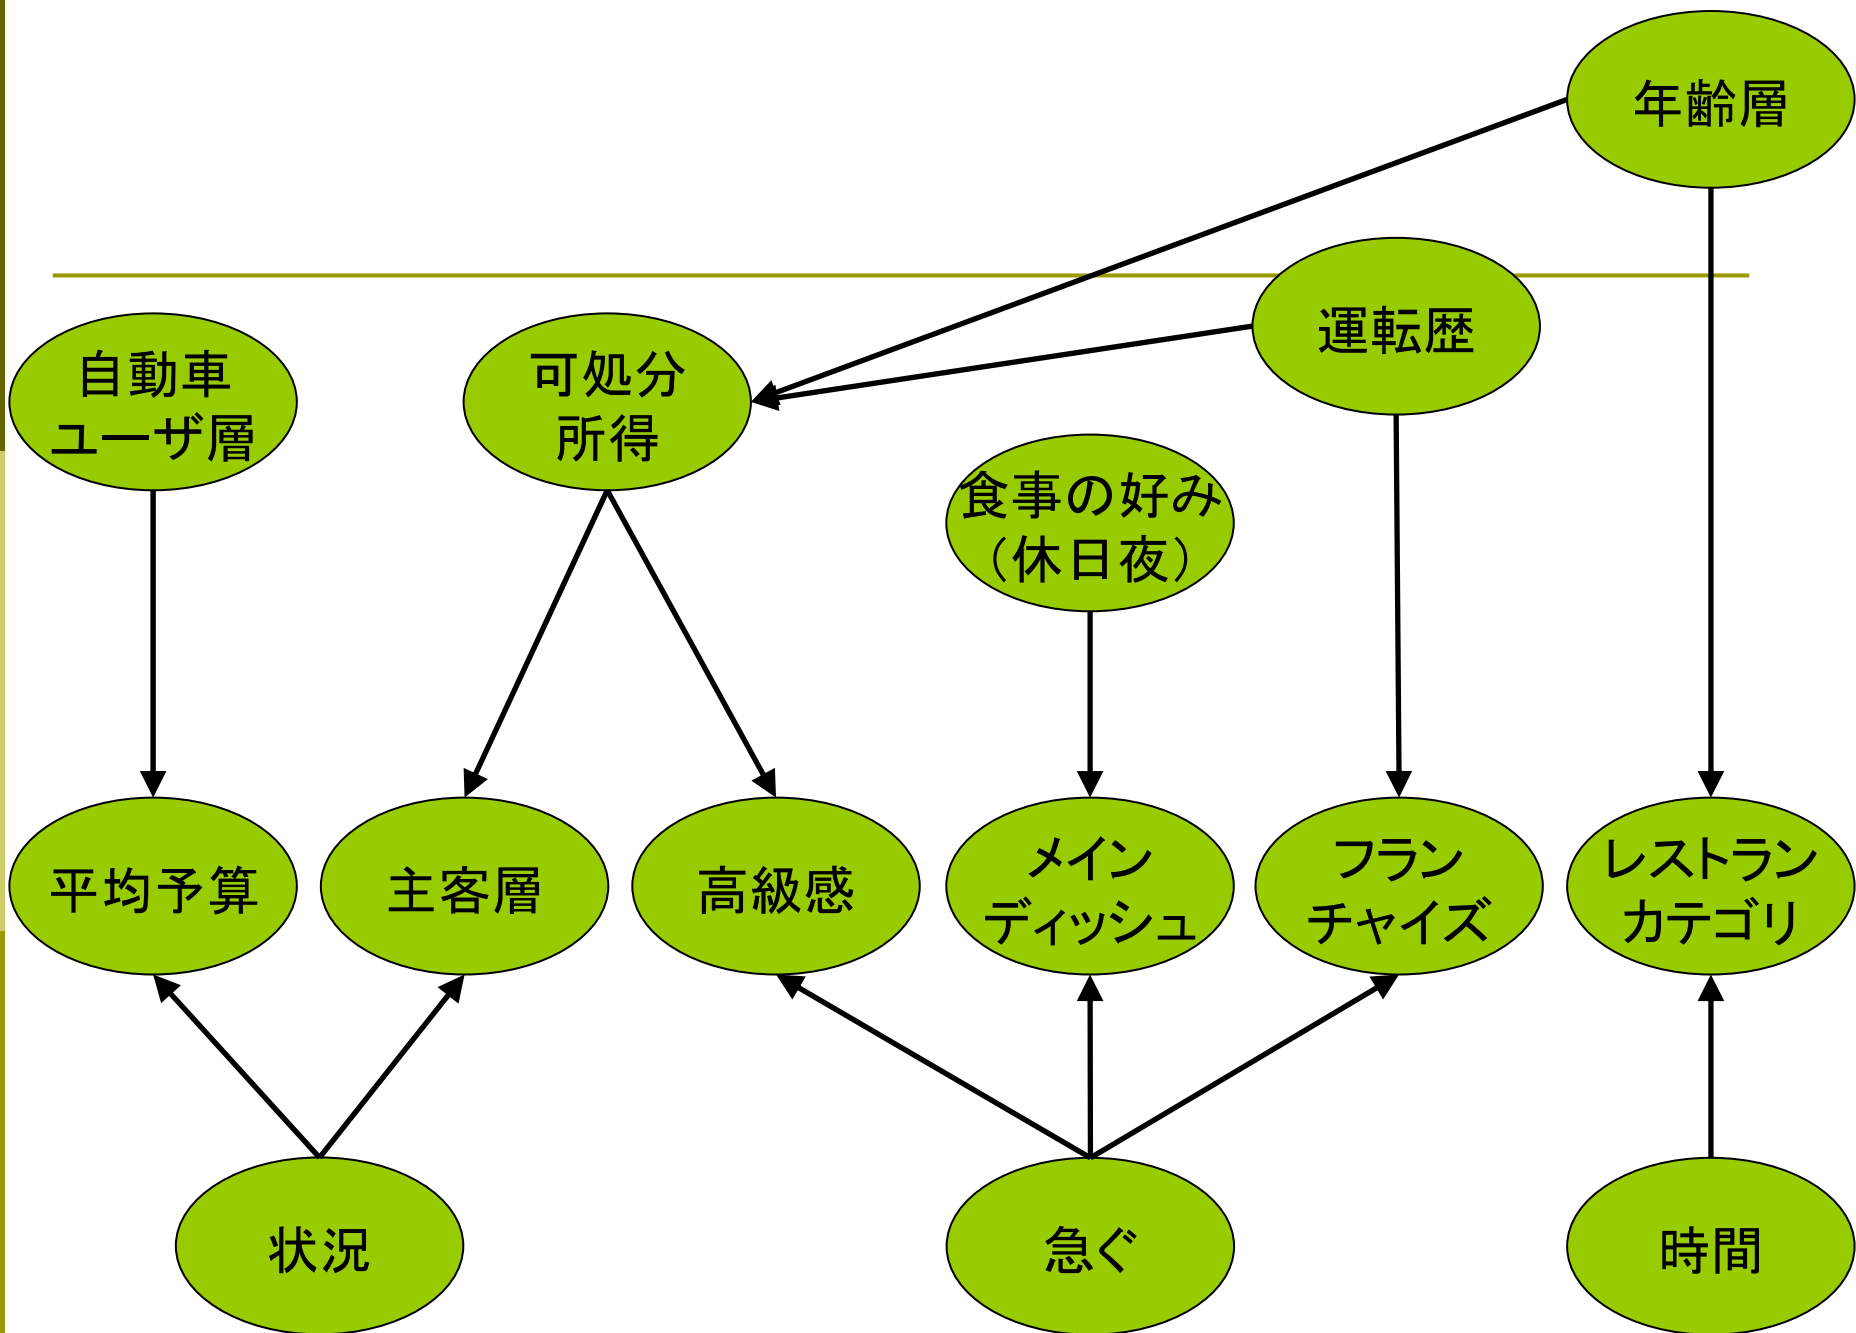 年齢層
運転歴
自動車
ユーザ層
可処分
所得
食事の好み
（休日夜）
平均予算
主客層
高級感
メイン
ディッシュ
フラン
チャイズ
レストラン
カテゴリ
状況
急ぐ
時間